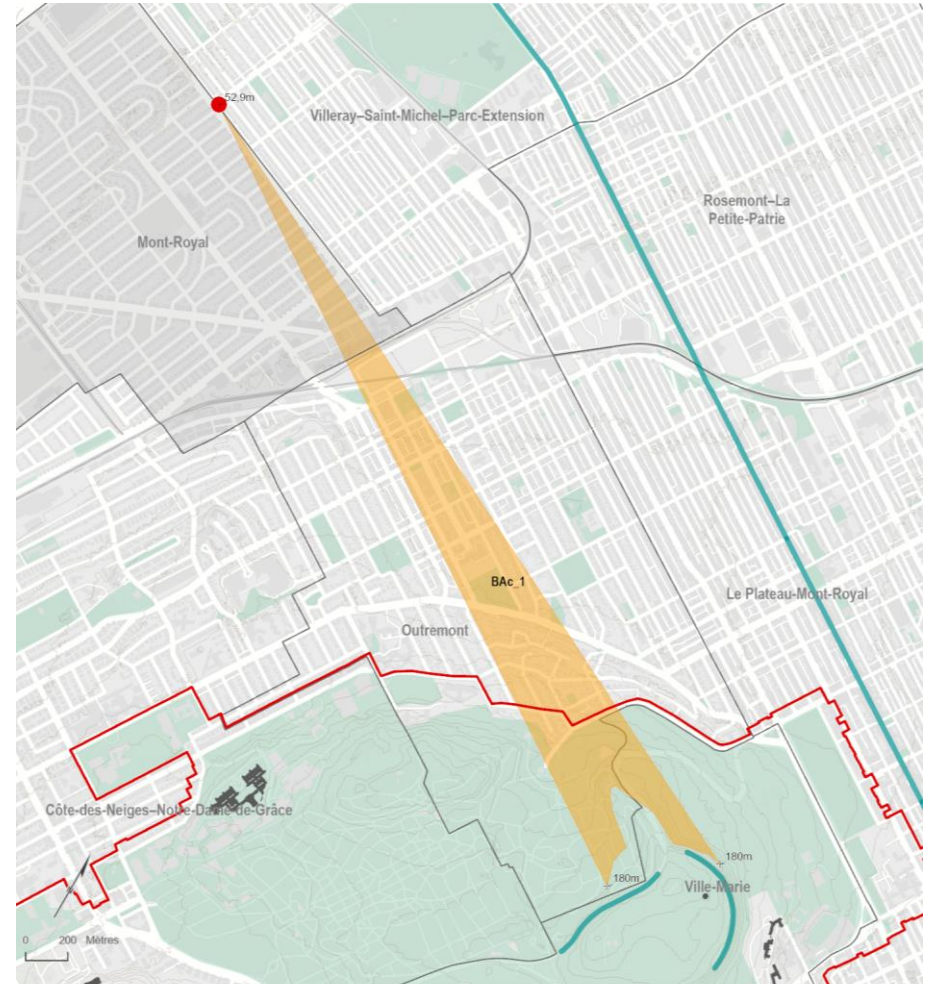 52,9m
Villeray–Saint-Michel–Parc-Extension
Rosemont–La
Petite-Patrie
Mont-Royal
BAc_1
Le Plateau-Mont-Royal
Outremont
Côte-des-Neiges–Notre-Dame-de-Grâce
180m
180m
Ville-Marie
0 200 Mètres